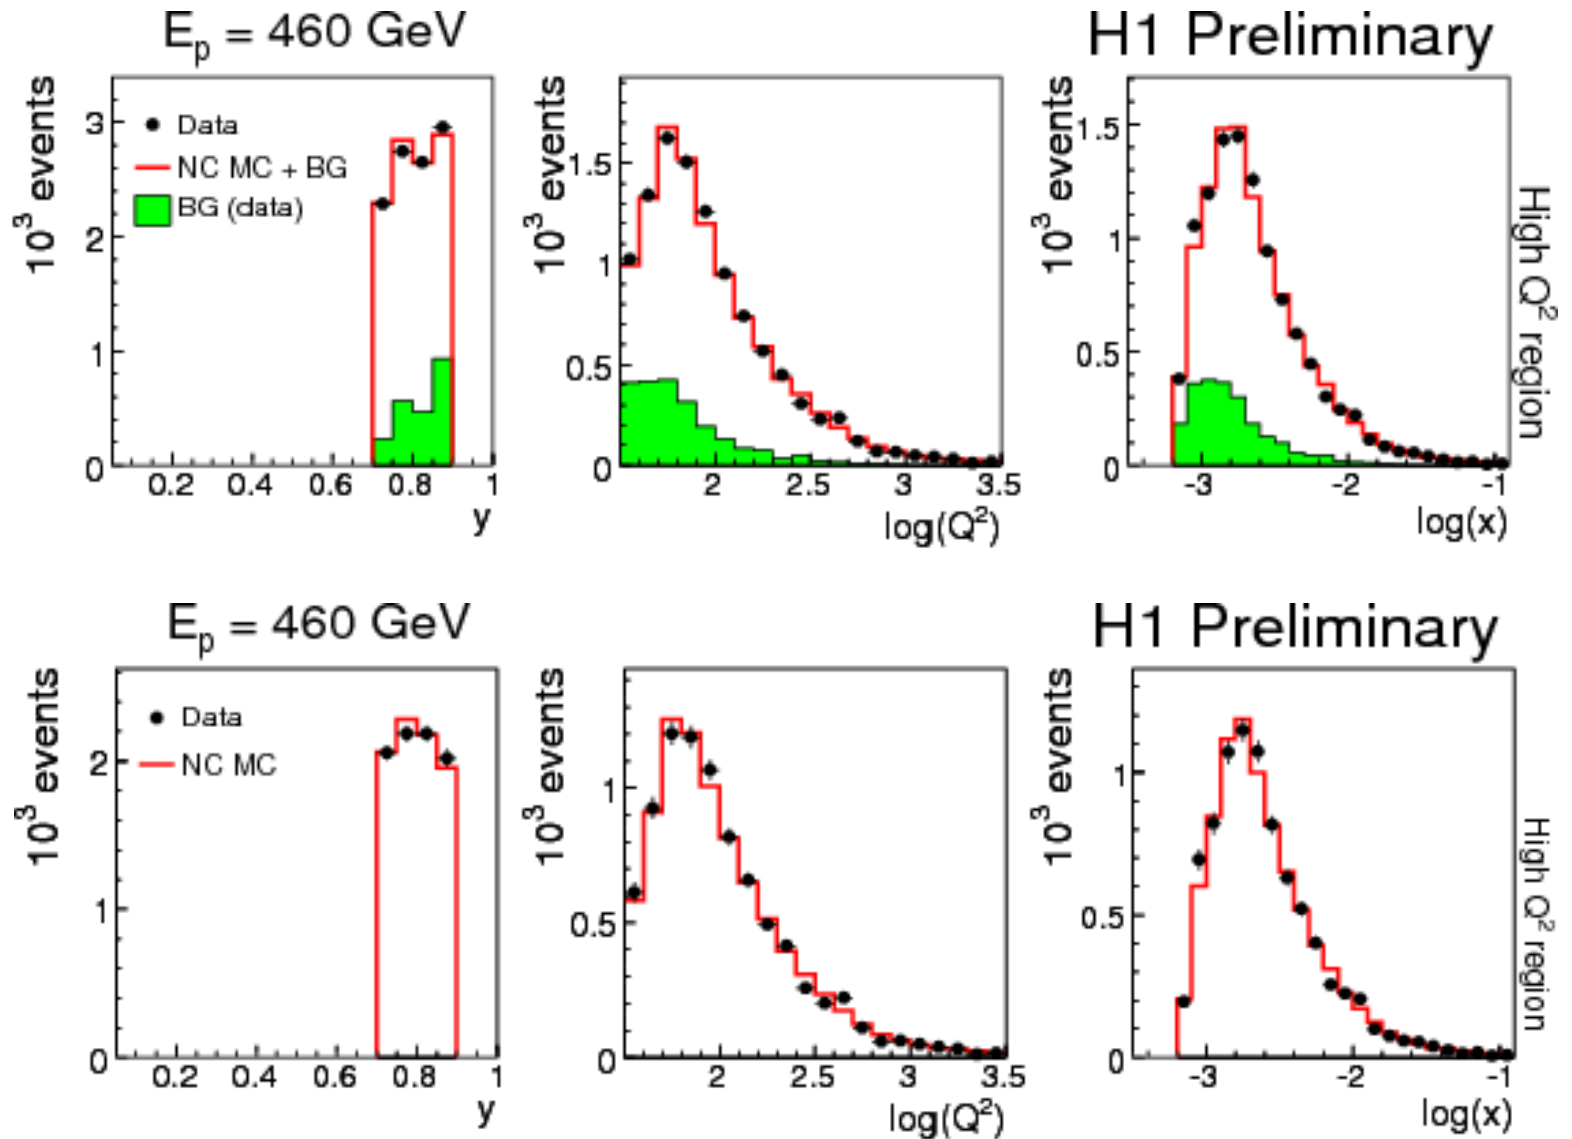 E_p = 460 GeV
H1 Preliminary
10^3 events
3
2
1
0
Data
NC MC + BG
BG (data)
0.2 0.4 0.6 0.8 1
y
10^3 events
1.5
1
0.5
0
2 2.5 3 3.5
log(Q^2)
10^3 events
1.5
1
0.5
0
-3 -2 -1
log(x)
High Q^2 region
E_p = 460 GeV
H1 Preliminary
10^3 events
2
1
0
Data
NC MC
0.2 0.4 0.6 0.8 1
y
10^3 events
1
0.5
0
2 2.5 3 3.5
log(Q^2)
10^3 events
1
0.5
0
-3 -2 -1
log(x)
High Q^2 region